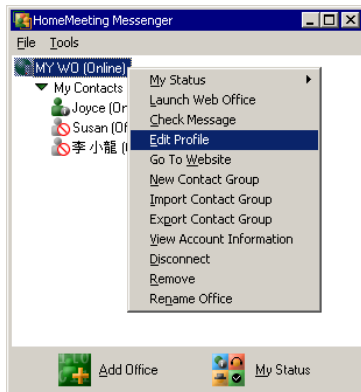 HomeMeeting Messenger
File Tools
MY WO (Online)
My Contacts
Joyce (Or
Susan (Of
李 小龍 (
My Status
Launch Web Office
Check Message
Edit Profile
Go To Website
New Contact Group
Import Contact Group
Export Contact Group
View Account Information
Disconnect
Remove
Rename Office
Add Office
My Status